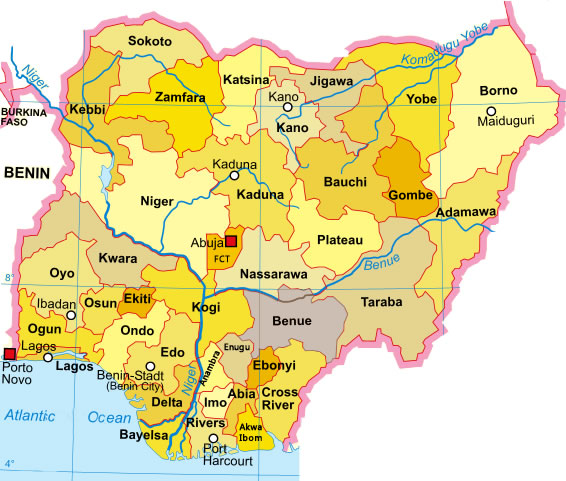 Sokoto
Niger
Komadugu Yobe
Katsina
Jigawa
Zamfara
Kebbi
Kano
Yobe
Borno
BURKINA
FASO
Kano
Maiduguri
BENIN
Kaduna
Bauchi
Niger
Kaduna
Gombe
Adamawa
Abuja
Plateau
FCT
Kwara
Benue
Oyo
Nassarawa
8°
Ekiti
Osun
Kogi
Taraba
Ibadan
Benue
Ogun
Ondo
Lagos
Edo
Enugu
Porto
Novo
Lagos
Benin-Stadt
(Benin City)
Niger
Anambra
Ebonyi
Abia
Cross
River
Delta
Imo
Atlantic Ocean
Bayelsa
Rivers
Akwa
Ibom
Port
Harcourt
4°